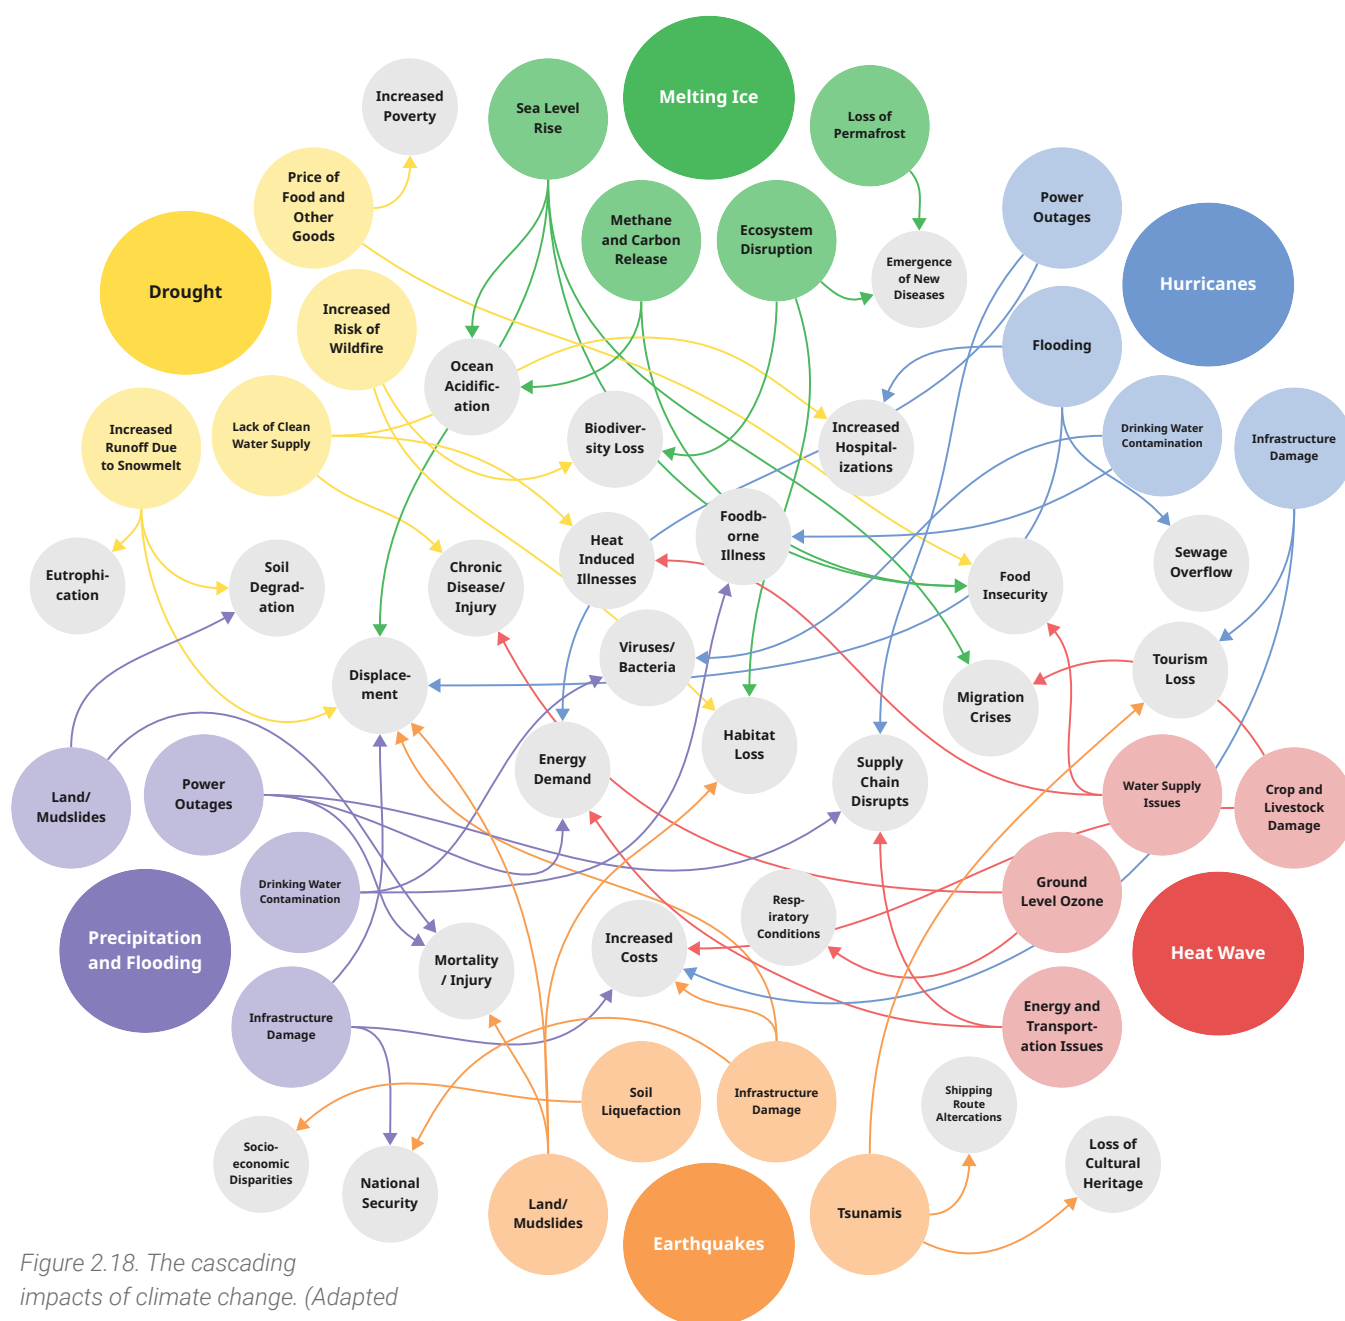 Melting Ice
Increased
Poverty
Sea Level
Rise
Loss of
Permafrost
Price of
Food and
Other
Goods
Methane
and Carbon
Release
Ecosystem
Disruption
Power
Outages
Emergence
of New
Diseases
Hurricanes
Drought
Increased
Risk of
Wildfire
Flooding
Ocean
Acidific-
ation
Increased
Runoff Due
to Snowmelt
Lack of Clean
Water Supply
Biodiver-
sity Loss
Increased
Hospital-
izations
Drinking Water
Contamination
Infrastructure
Damage
Eutrophi-
cation
Soil
Degrad-
ation
Chronic
Disease/
Injury
Heat
Induced
Illnesses
Foodb-
orne
Illness
Food
Insecurity
Sewage
Overflow
Displace-
ment
Viruses/
Bacteria
Habitat
Loss
Migration
Crises
Tourism
Loss
Land/
Mudslides
Power
Outages
Energy
Demand
Supply
Chain
Disrupts
Water Supply
Issues
Crop and
Livestock
Damage
Drinking Water
Contamination
Resp-
iratory
Conditions
Ground
Level Ozone
Precipitation
and Flooding
Mortality
/ Injury
Increased
Costs
Heat Wave
Infrastructure
Damage
Energy and
Transport-
ation Issues
Soil
Liquefaction
Infrastructure
Damage
Shipping
Route
Altercations
Socio-
economic
Disparities
National
Security
Land/
Mudslides
Earthquakes
Tsunamis
Loss of
Cultural
Heritage
Figure 2.18. The cascading
impacts of climate change. (Adapted